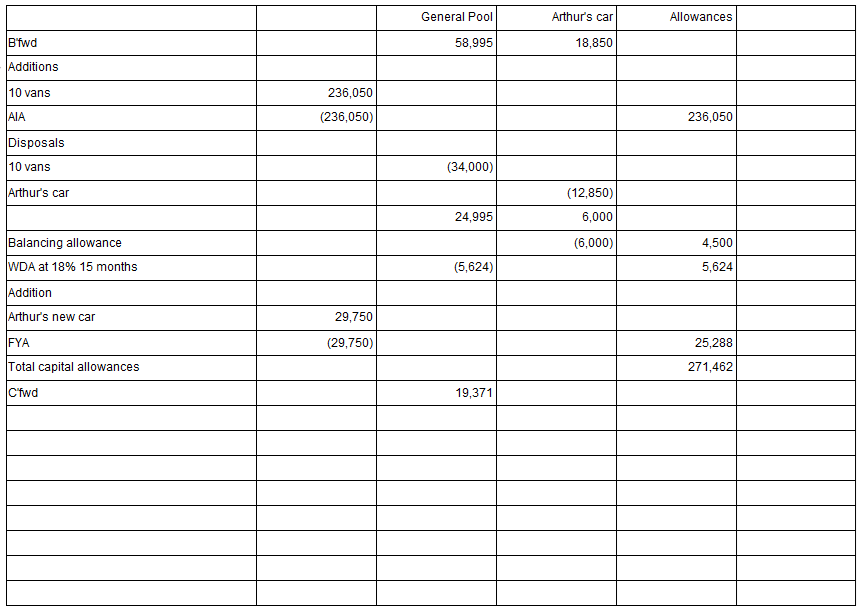 General Pool Arthur's car Allowances
B'fwd 58,995 18,850
Additions
10 vans 236,050
AIA (236,050) 236,050
Disposals
10 vans (34,000)
Arthur's car (12,850)
24,995 6,000
Balancing allowance (6,000) 4,500
WDA at 18% 15 months (5,624) 5,624
Addition
Arthur's new car 29,750
FYA (29,750) 25,288
Total capital allowances 271,462
C'fwd 19,371